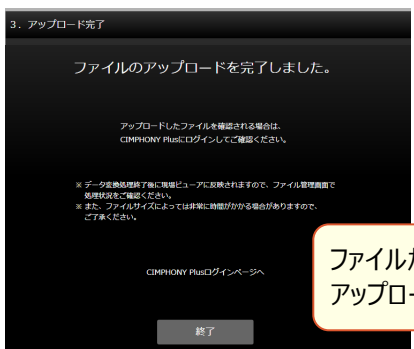 3. アップロード完了
ファイルのアップロードを完了しました。
アップロードしたファイルを確認される場合は、
CIMPHONY Plusにログインしてご確認ください。
※ データ変換処理終了後に現場ビューアに反映されますので、ファイル管理画面で
処理状況をご確認ください。
※ また、ファイルサイズによっては非常に時間がかかる場合がありますので、
ご了承ください。
ファイルが
アップロー
CIMPHONY Plusログインページへ
終了